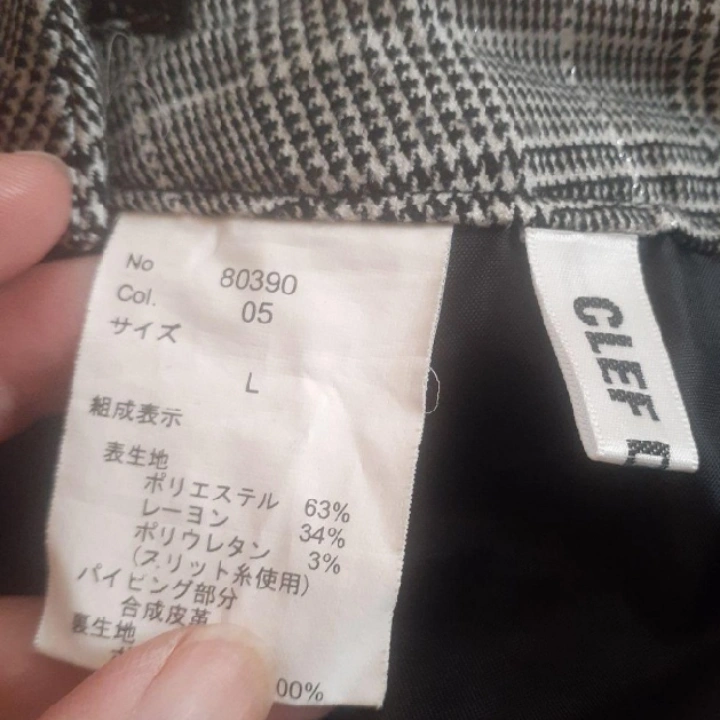 No 80390
Col. 05
サイズ
L
組成表示
表生地
ポリエステル 63%
レーヨン 34%
ポリウレタン 3%
(スリット糸使用)
パイピング部分
合成皮革
裏生地
00%
CLEF